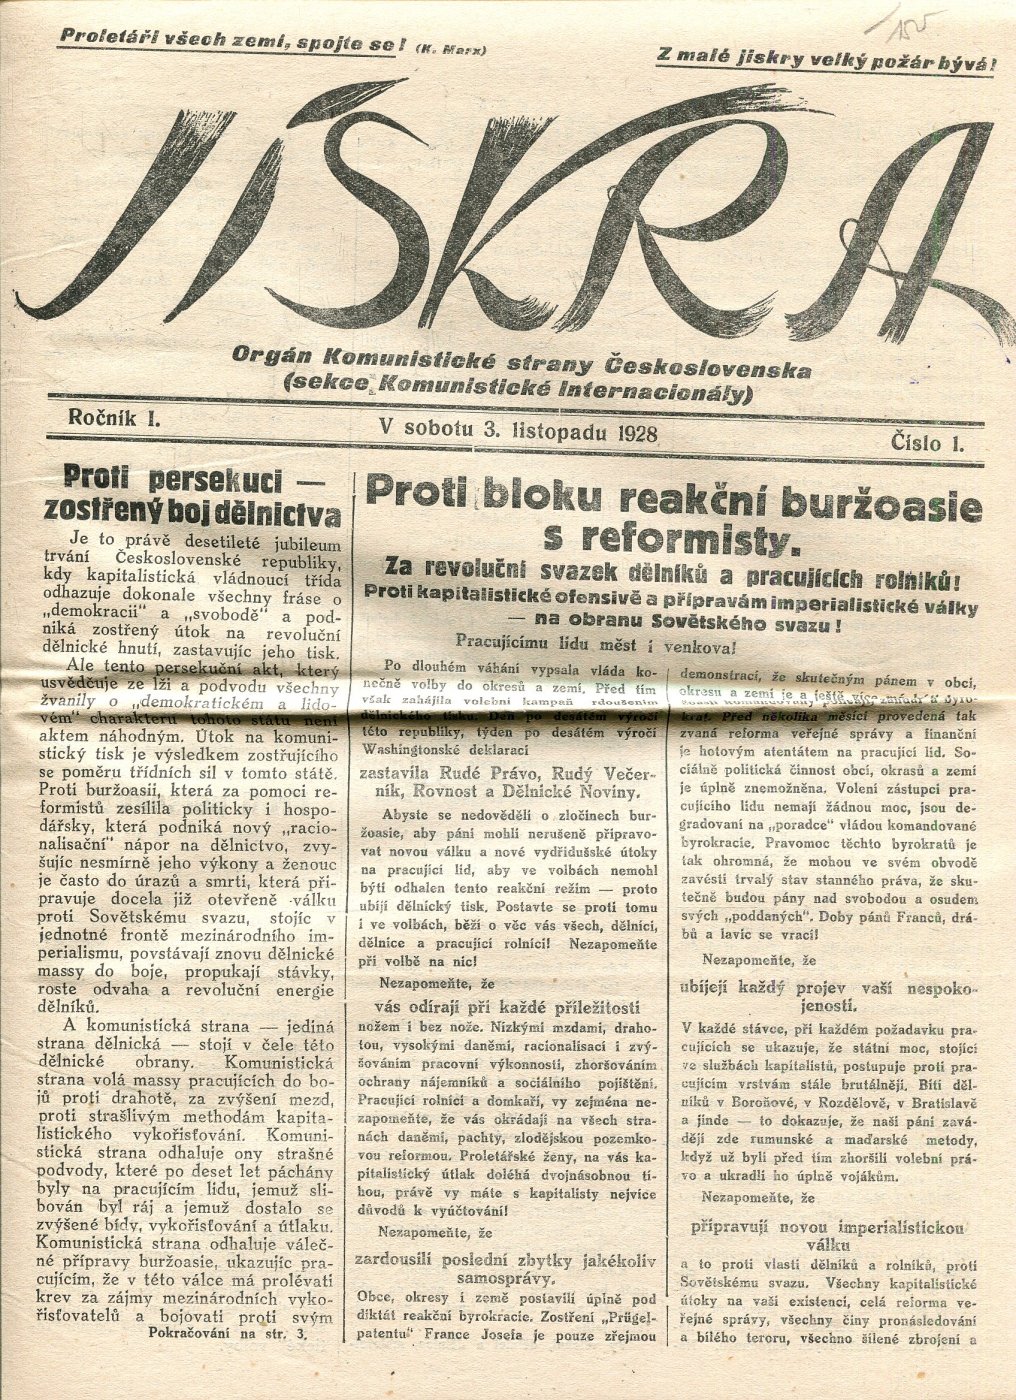 155
Proletáři všech zemí, spojte se! (K. Marx)
Z malé jiskry velký požár bývá!
JISKRA
Orgán Komunistické strany Československa
(sekce Komunistické Internacionály)
Ročník I.
V sobotu 3. listopadu 1928
Číslo 1.
Proti persekuci —
zostřený boj dělnictva
Je to právě desetileté jubileum
trvání Československé republiky,
kdy kapitalistická vládnoucí třída
odhazuje dokonale všechny fráse o
„demokracii" a „svobodě" a pod-
niká zostřený útok na revoluční
dělnické hnutí, zastavujíc jeho tisk.
Ale tento persekuční akt, který
usvědčuje ze lži a podvodu všechny
žvanily o „demokratickém a lido-
vém" charakteru tohoto státu není
aktem náhodným. Útok na komuni-
stický tisk je výsledkem zostřujícího
se poměru třídních sil v tomto státě.
Proti buržoasii, která za pomoci re-
formistů zesílila politicky i hospo-
dářsky, která podniká nový „racio-
nalisační" nápor na dělnictvo, zvy-
šujíc nesmírně jeho výkony a ženouc
je často do úrazů a smrti, která při-
pravuje docela již otevřeně válku
proti Sovětskému svazu, stojíc v
jednotné frontě mezinárodního im-
perialismu, povstávají znovu dělnické
massy do boje, propukají stávky,
roste odvaha a revoluční energie
dělníků.
A komunistická strana — jediná
strana dělnická — stojí v čele této
dělnické obrany. Komunistická
strana volá massy pracujících do bo-
jů proti drahotě, za zvýšení mezd,
proti strašlivým methodám kapita-
listického vykořisťování. Komuni-
stická strana odhaluje ony strašné
podvody, které po deset let páchány
byly na pracujícím lidu, jemuž sli-
bován byl ráj a jemuž dostalo se
zvýšené bídy, vykořisťování a útlaku.
Komunistická strana odhaluje váleč-
né přípravy buržoasie, ukazujíc pra-
cujícím, že v této válce má prolévati
krev za zájmy mezinárodních vyko-
řisťovatelů a bojovati proti svým
Pokračování na str. 3.
Proti bloku reakční buržoasie
s reformisty.
Za revoluční svazek dělníků a pracujících rolníků!
Proti kapitalistické ofensivě a přípravám imperialistické války
— na obranu Sovětského svazu!
Pracujícímu lidu měst i venkova!
Po dlouhém váhání vypsala vláda ko-
nečně volby do okresů a zemí. Před tím
však zahájila volební kampaň rdoušením
dělnického tisku. Den po desátém výročí
této republiky, týden po desátém výročí
Washingtonské deklarací
zastavila Rudé Právo, Rudý Večer-
ník, Rovnost a Dělnické Noviny.
Abyste se nedověděli o zločinech bur-
žoasie, aby páni mohli nerušeně připravo-
vat novou válku a nové vydřidušské útoky
na pracující lid, aby ve volbách nemohl
býti odhalen tento reakční režim — proto
ubíjí dělnický tisk. Postavte se proti tomu
i ve volbách, běží o věc vás všech, dělníci,
dělnice a pracující rolníci! Nezapomeňte
při volbě na nic!
Nezapomeňte, že
vás odírají při každé příležitosti
nožem i bez nože. Nízkými mzdami, draho-
tou, vysokými daněmi, racionalisací i zvý-
šováním pracovní výkonnosti, zhoršováním
ochrany nájemníků a sociálního pojištění.
Pracující rolníci a domkaři, vy zejména ne-
zapomeňte, že vás okrádají na všech stra-
nách daněmi, pachty, zlodějskou pozemko-
vou reformou. Proletářské ženy, na vás ka-
pitalistický útlak doléhá dvojnásobnou tí-
hou, právě vy máte s kapitalisty nejvíce
důvodů k vyúčtování!
Nezapomeňte, že
zardousili poslední zbytky jakékoliv
samosprávy.
Obce, okresy i země postavili úplně pod
diktát reakční byrokracie. Zostření „Prügel-
patentu" France Josefa je pouze zřejmou
demonstrací, že skutečným pánem v obci,
okresu a zemi je a ještě více
krat. Před několika měsíci provedená tak
zvaná reforma veřejné správy a finanční
je hotovým atentátem na pracující lid. So-
ciálně politická činnost obcí, okrasů a zemí
je úplně znemožněna. Volení zástupci pra-
cujícího lidu nemají žádnou moc, jsou de-
gradovaní na „poradce" vládou komandované
byrokracie. Pravomoc těchto byrokratů je
tak ohromná, že mohou ve svém obvodě
zavésti trvalý stav stanného práva, že sku-
tečně budou pány nad svobodou a osudem
svých „poddaných". Doby pánů Franců, drá-
bů a lavic se vrací!
Nezapomeňte, že
ubíjejí každý projev vaší nespoko-
jenosti.
V každé stávce, při každém požadavku pra-
cujících se ukazuje, že státní moc, stojící
ve službách kapitalistů, postupuje proti pra-
cujícím vrstvám stále brutálněji. Bití děl-
níků v Boroňové, v Rozdělově, v Bratislavě
a jinde — to dokazuje, že naši páni zavá-
dějí zde rumunské a maďarské metody,
když už byli před tím zhoršili volební prá-
vo a ukradli ho úplně vojákům.
Nezapomeňte, že
připravují novou imperialistickou
válku
a to proti vlasti dělníků a rolníků, proti
Sovětskému svazu. Všechny kapitalistické
útoky na vaši existenci, celá reforma ve-
řejné správy, všechny činy pronásledování
a bílého teroru, všechno šílené zbrojení a